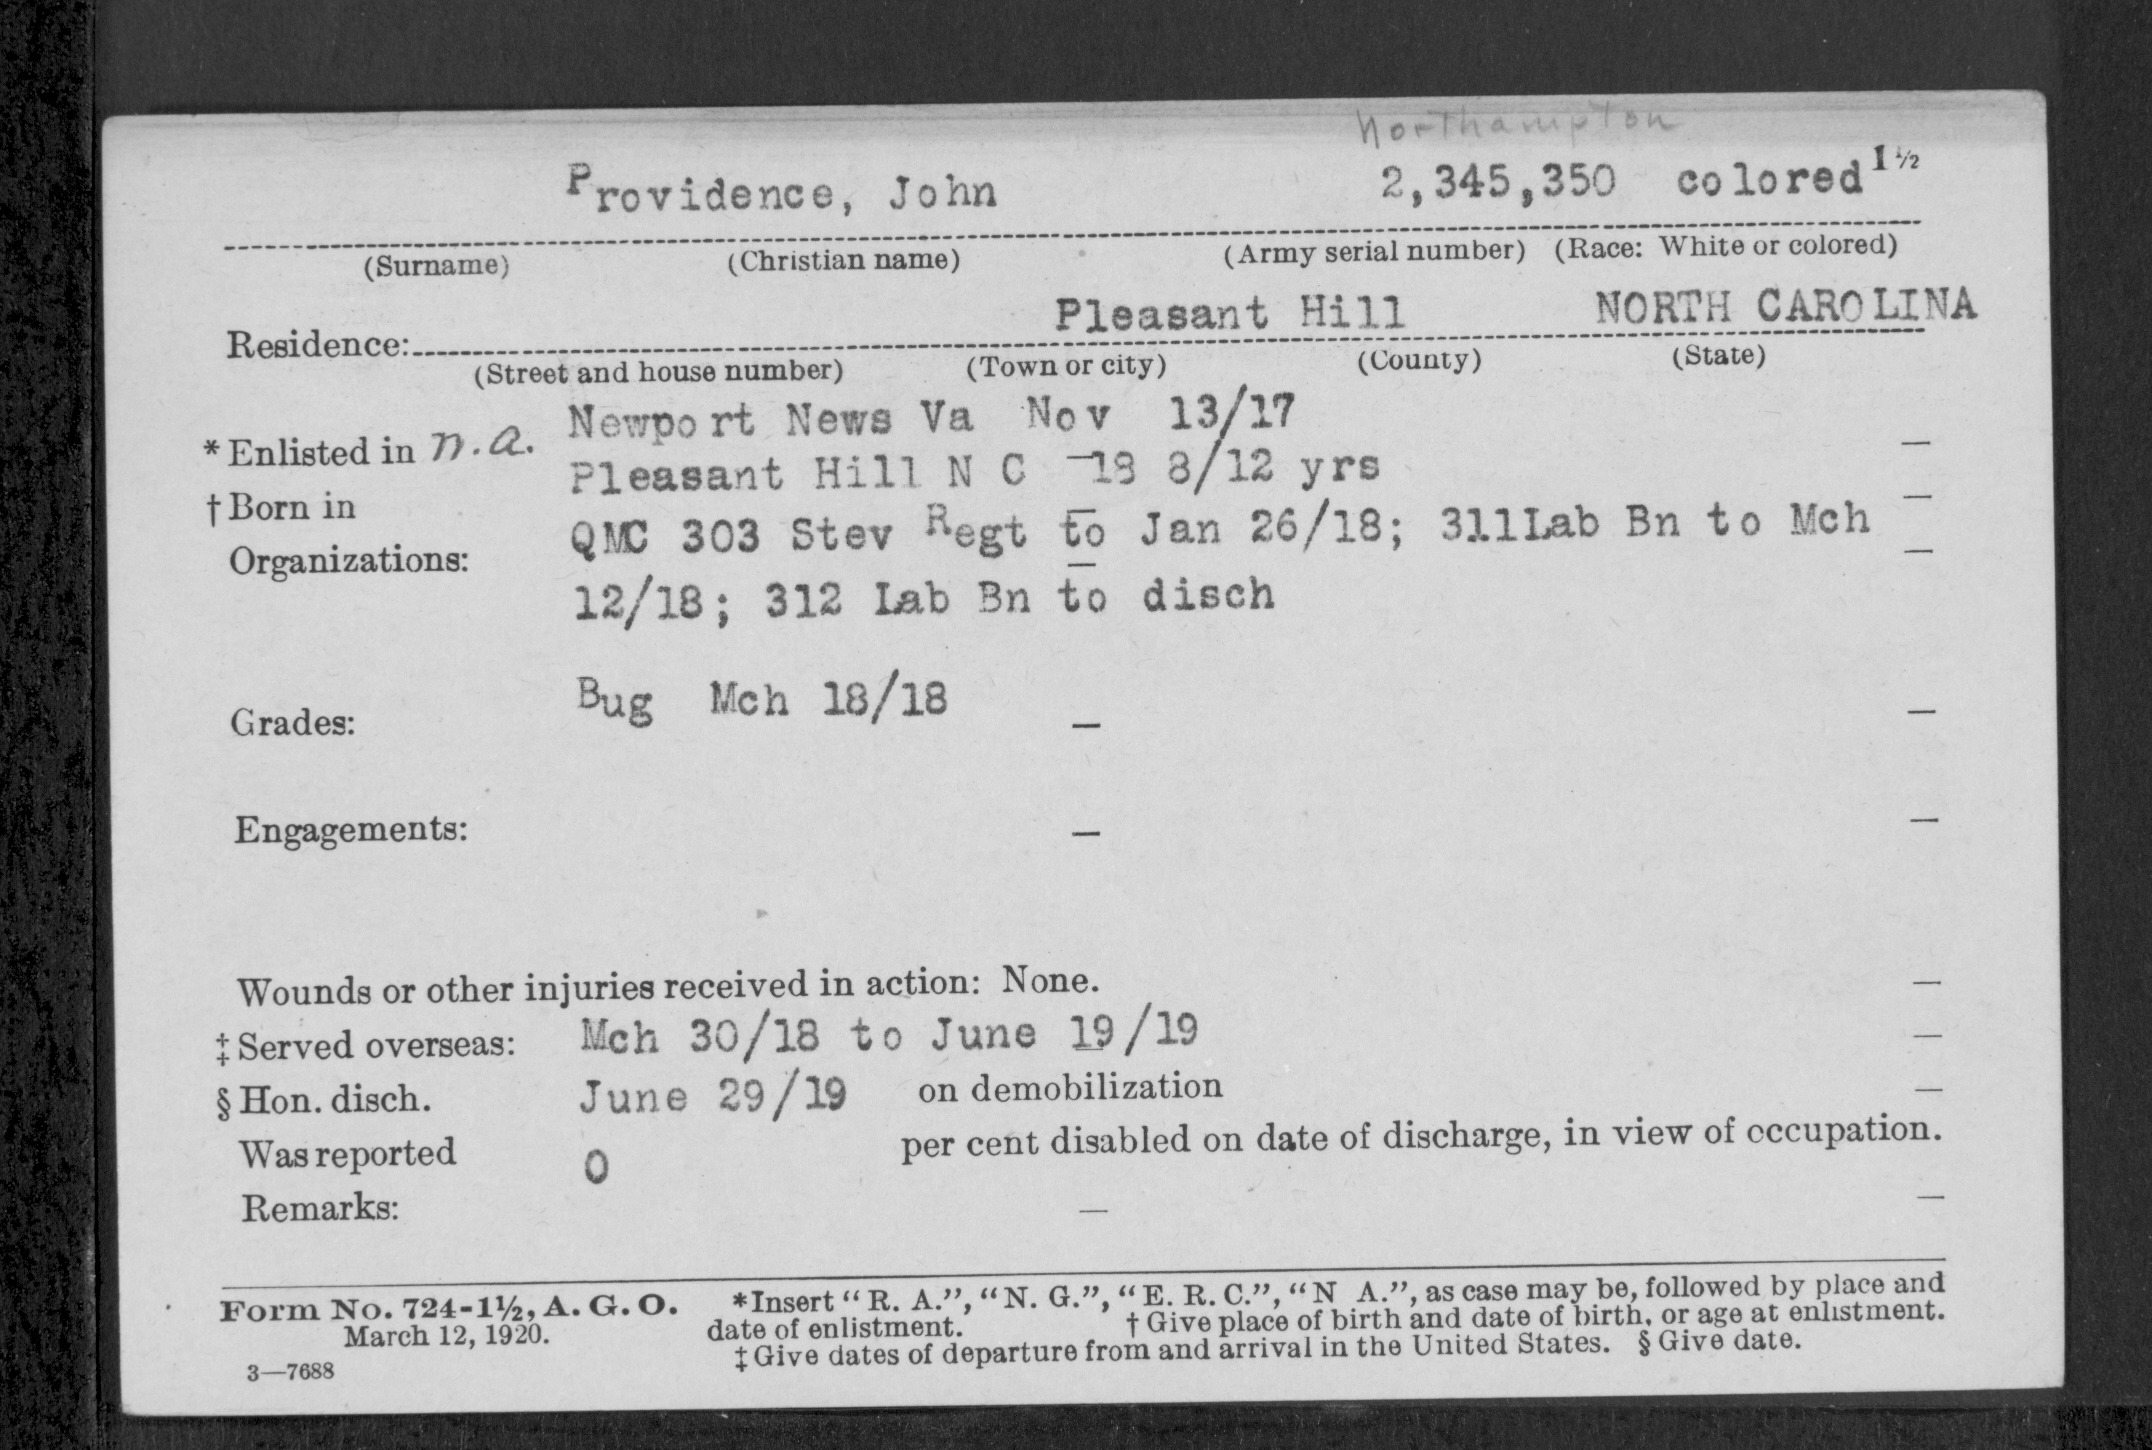 Northampton
Providence, John 2,345,350 colored 1 ½
(Surname) (Christian name) (Army serial number) (Race: White or colored)
Pleasant Hill NORTH CAROLINA
Residence:
(Street and house number) (Town or city) (County) (State)
*Enlisted in n.a. Newport News Va Nov 13/17
†Born in Pleasant Hill N C 18 8/12 yrs
Organizations: QMC 303 Stev Regt to Jan 26/18; 311Lab Bn to Mch
12/18; 312 Lab Bn to disch
Grades: Bug Mch 18/18 — —
Engagements: — —
Wounds or other injuries received in action: None. —
‡Served overseas: Mch 30/18 to June 19/19 —
§Hon. disch. June 29/19 on demobilization —
Was reported 0 per cent disabled on date of discharge, in view of occupation.
Remarks: — —
Form No. 724-1½, A. G. O. *Insert "R. A.", "N. G.", "E. R. C.", "N A.", as case may be, followed by place and
March 12, 1920. date of enlistment. †Give place of birth and date of birth, or age at enlistment.
3—7688 ‡Give dates of departure from and arrival in the United States. §Give date.